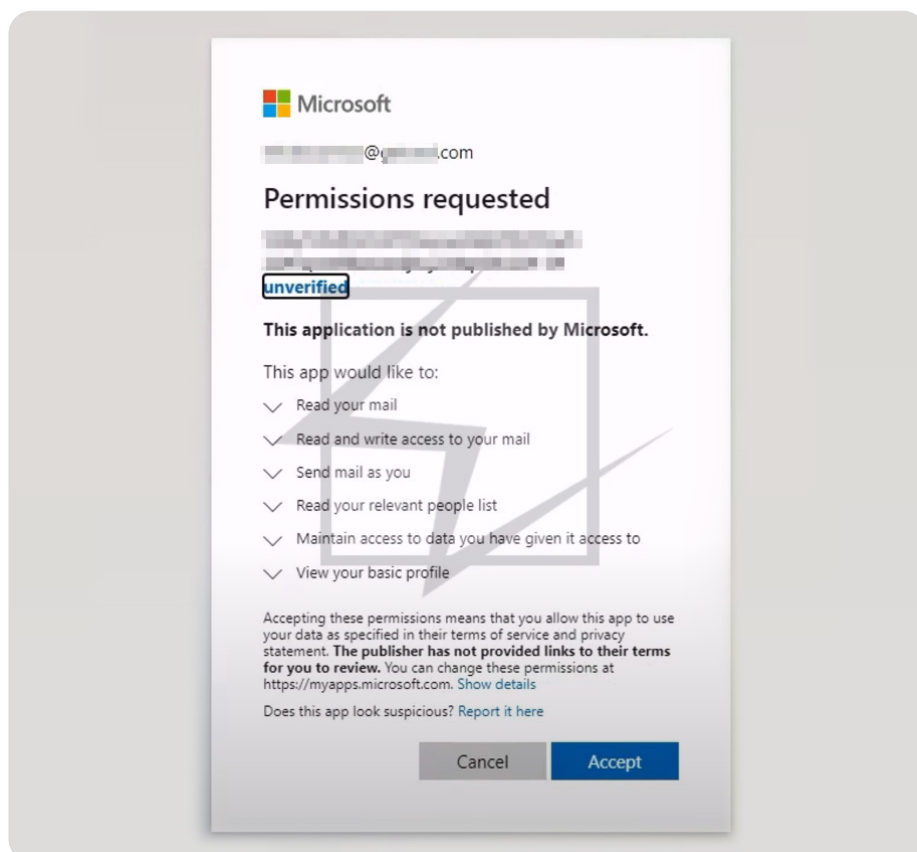 Microsoft
@ .com
Permissions requested
unverified
This application is not published by Microsoft.
This app would like to:
Read your mail
Read and write access to your mail
Send mail as you
Read your relevant people list
Maintain access to data you have given it access to
View your basic profile
Accepting these permissions means that you allow this app to use
your data as specified in their terms of service and privacy
statement. The publisher has not provided links to their terms
for you to review. You can change these permissions at
https://myapps.microsoft.com. Show details
Does this app look suspicious? Report it here
Cancel Accept